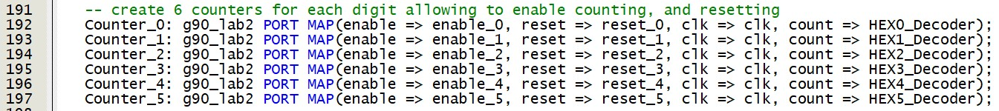 191 -- create 6 counters for each digit allowing to enable counting, and resetting
192 Counter_0: g90_lab2 PORT MAP(enable => enable_0, reset => reset_0, clk => clk, count => HEX0_Decoder);
193 Counter_1: g90_lab2 PORT MAP(enable => enable_1, reset => reset_1, clk => clk, count => HEX1_Decoder);
194 Counter_2: g90_lab2 PORT MAP(enable => enable_2, reset => reset_2, clk => clk, count => HEX2_Decoder);
195 Counter_3: g90_lab2 PORT MAP(enable => enable_3, reset => reset_3, clk => clk, count => HEX3_Decoder);
196 Counter_4: g90_lab2 PORT MAP(enable => enable_4, reset => reset_4, clk => clk, count => HEX4_Decoder);
197 Counter_5: g90_lab2 PORT MAP(enable => enable_5, reset => reset_5, clk => clk, count => HEX5_Decoder);